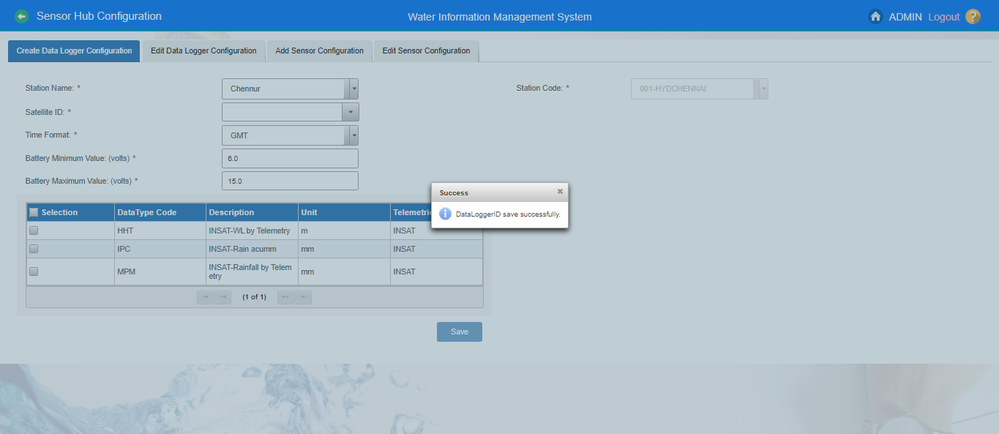 Sensor Hub Configuration
Water Information Management System
ADMIN Logout ?
Create Data Logger Configuration
Edit Data Logger Configuration
Add Sensor Configuration
Edit Sensor Configuration
Station Name: *
Chennur
Station Code: *
001-HYDCHENNAI
Satellite ID: *
Time Format: *
GMT
Battery Minimum Value: (volts) *
6.0
Battery Maximum Value: (volts) *
15.0
Success
DataLoggerID save successfully.
Selection DataType Code Description Unit
HHT INSAT-WL by Telemetry m INSAT
IPC INSAT-Rain acumm mm INSAT
MPM INSAT-Rainfall by Telem mm INSAT
etry
(1 of 1)
Save